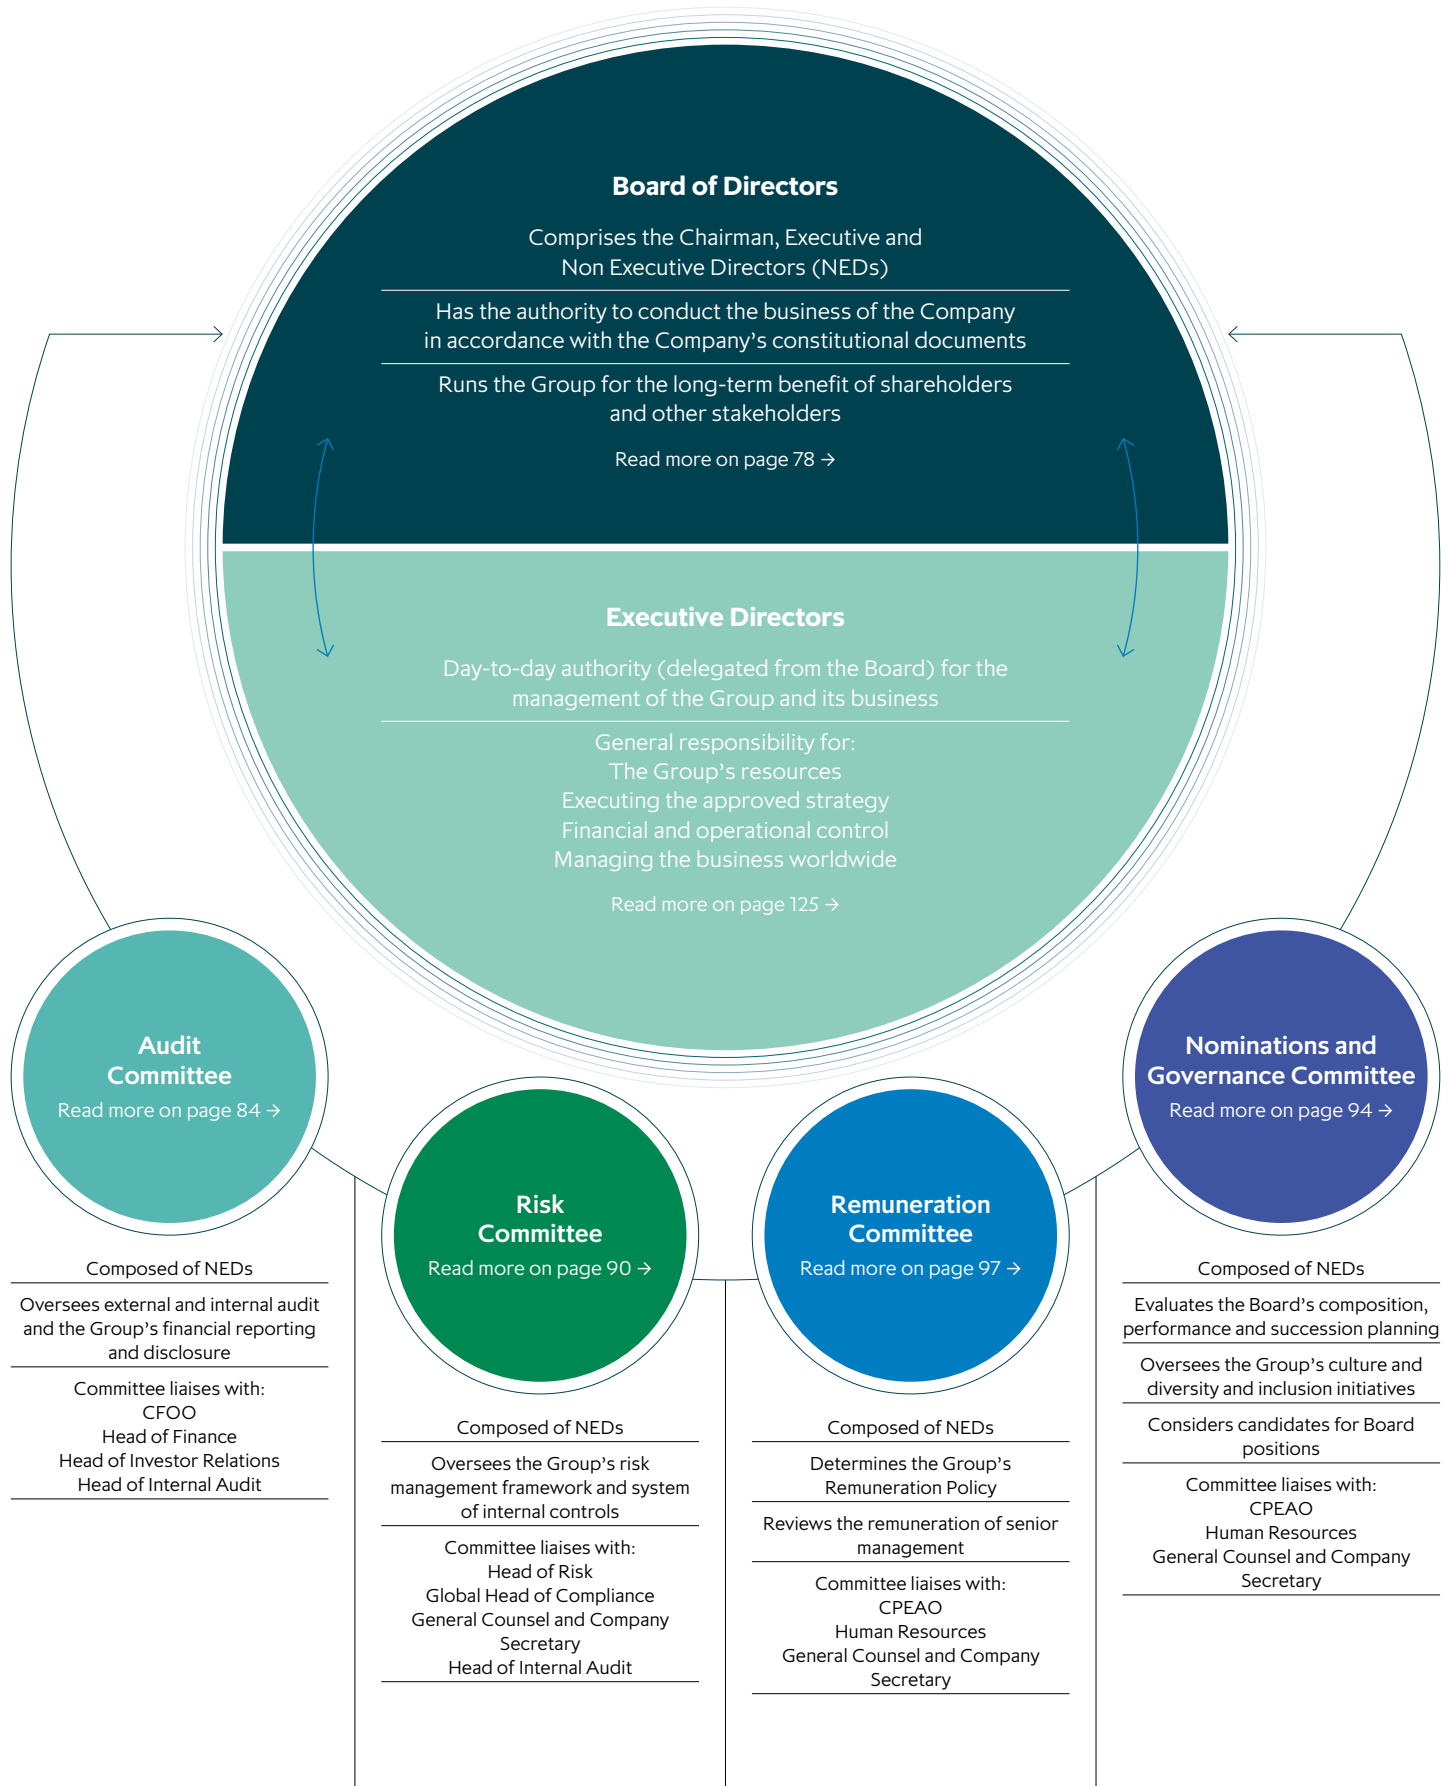 Board of Directors
Comprises the Chairman, Executive and
Non Executive Directors (NEDs)
Has the authority to conduct the business of the Company
in accordance with the Company's constitutional documents
Runs the Group for the long-term benefit of shareholders
and other stakeholders
Read more on page 78 →
Executive Directors
Day-to-day authority (delegated from the Board) for the
management of the Group and its business
General responsibility for:
The Group's resources
Executing the approved strategy
Financial and operational control
Managing the business worldwide
Read more on page 125 →
Audit
Committee
Read more on page 84 →
Composed of NEDs
Oversees external and internal audit
and the Group's financial reporting
and disclosure
Committee liaises with:
CFOO
Head of Finance
Head of Investor Relations
Head of Internal Audit
Risk
Committee
Read more on page 90 →
Composed of NEDs
Oversees the Group's risk
management framework and system
of internal controls
Committee liaises with:
Head of Risk
Global Head of Compliance
General Counsel and Company
Secretary
Head of Internal Audit
Remuneration
Committee
Read more on page 97 →
Composed of NEDs
Determines the Group's
Remuneration Policy
Reviews the remuneration of senior
management
Committee liaises with:
CPEAO
Human Resources
General Counsel and Company
Secretary
Nominations and
Governance Committee
Read more on page 94 →
Composed of NEDs
Evaluates the Board's composition,
performance and succession planning
Oversees the Group's culture and
diversity and inclusion initiatives
Considers candidates for Board
positions
Committee liaises with:
CPEAO
Human Resources
General Counsel and Company
Secretary